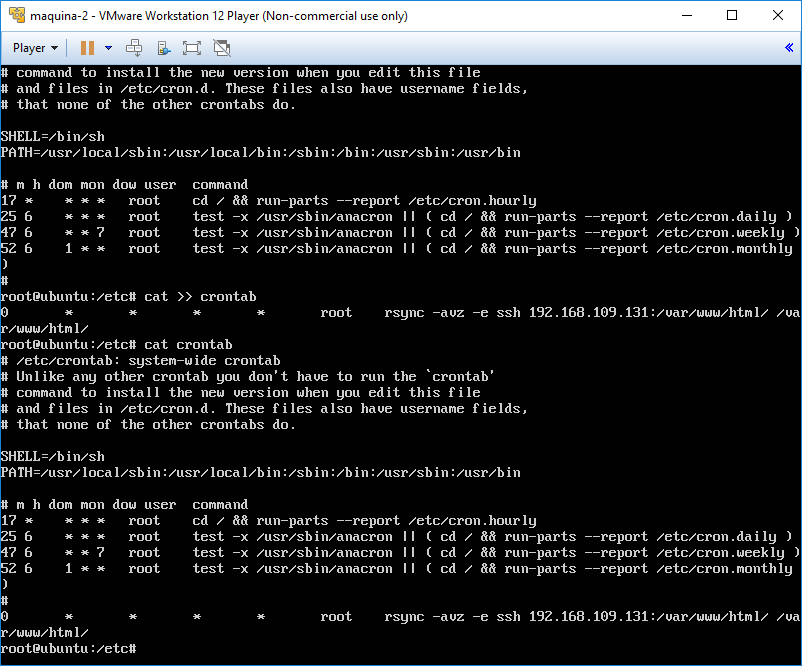 maquina-2 - VMware Workstation 12 Player (Non-commercial use only)
Player
# command to install the new version when you edit this file
# and files in /etc/cron.d. These files also have username fields,
# that none of the other crontabs do.
SHELL=/bin/sh
PATH=/usr/local/sbin:/usr/local/bin:/sbin:/bin:/usr/sbin:/usr/bin
# m h dom mon dow user  command
17 *    * * *   root    cd / && run-parts --report /etc/cron.hourly
25 6    * * *   root    test -x /usr/sbin/anacron || ( cd / && run-parts --report /etc/cron.daily )
47 6    * * 7   root    test -x /usr/sbin/anacron || ( cd / && run-parts --report /etc/cron.weekly )
52 6    1 * *   root    test -x /usr/sbin/anacron || ( cd / && run-parts --report /etc/cron.monthly
)
#
root@ubuntu:/etc# cat >> crontab
0       *       *       *       *       root    rsync -avz -e ssh 192.168.109.131:/var/www/html/ /va
r/www/html/
root@ubuntu:/etc# cat crontab
# /etc/crontab: system-wide crontab
# Unlike any other crontab you don't have to run the `crontab'
# command to install the new version when you edit this file
# and files in /etc/cron.d. These files also have username fields,
# that none of the other crontabs do.
SHELL=/bin/sh
PATH=/usr/local/sbin:/usr/local/bin:/sbin:/bin:/usr/sbin:/usr/bin
# m h dom mon dow user  command
17 *    * * *   root    cd / && run-parts --report /etc/cron.hourly
25 6    * * *   root    test -x /usr/sbin/anacron || ( cd / && run-parts --report /etc/cron.daily )
47 6    * * 7   root    test -x /usr/sbin/anacron || ( cd / && run-parts --report /etc/cron.weekly )
52 6    1 * *   root    test -x /usr/sbin/anacron || ( cd / && run-parts --report /etc/cron.monthly
)
#
0       *       *       *       *       root    rsync -avz -e ssh 192.168.109.131:/var/www/html/ /va
r/www/html/
root@ubuntu:/etc#